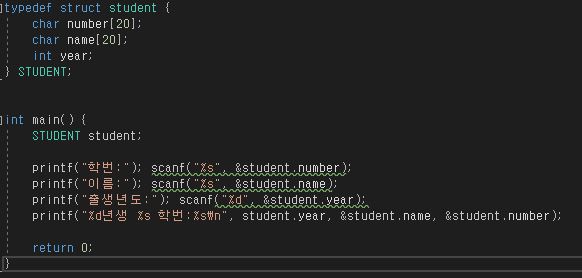 typedef struct student {
char number[20];
char name[20];
int year;
} STUDENT;
int main() {
STUDENT student;
printf("학번:"); scanf("%s", &student.number);
printf("이름:"); scanf("%s", &student.name);
printf("출생년도:"); scanf("%d", &student.year);
printf("%d년생 %s 학번:%s₩n", student.year, &student.name, &student.number);
return 0;
}